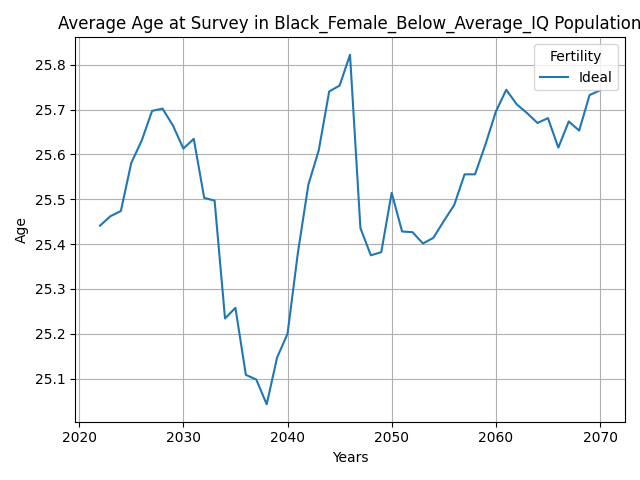 Average Age at Survey in Black_Female_Below_Average_IQ Population
Fertility
Ideal
25.8
25.7
25.6
25.5
25.4
25.3
25.2
25.1
Age
2020 2030 2040 2050 2060 2070
Years